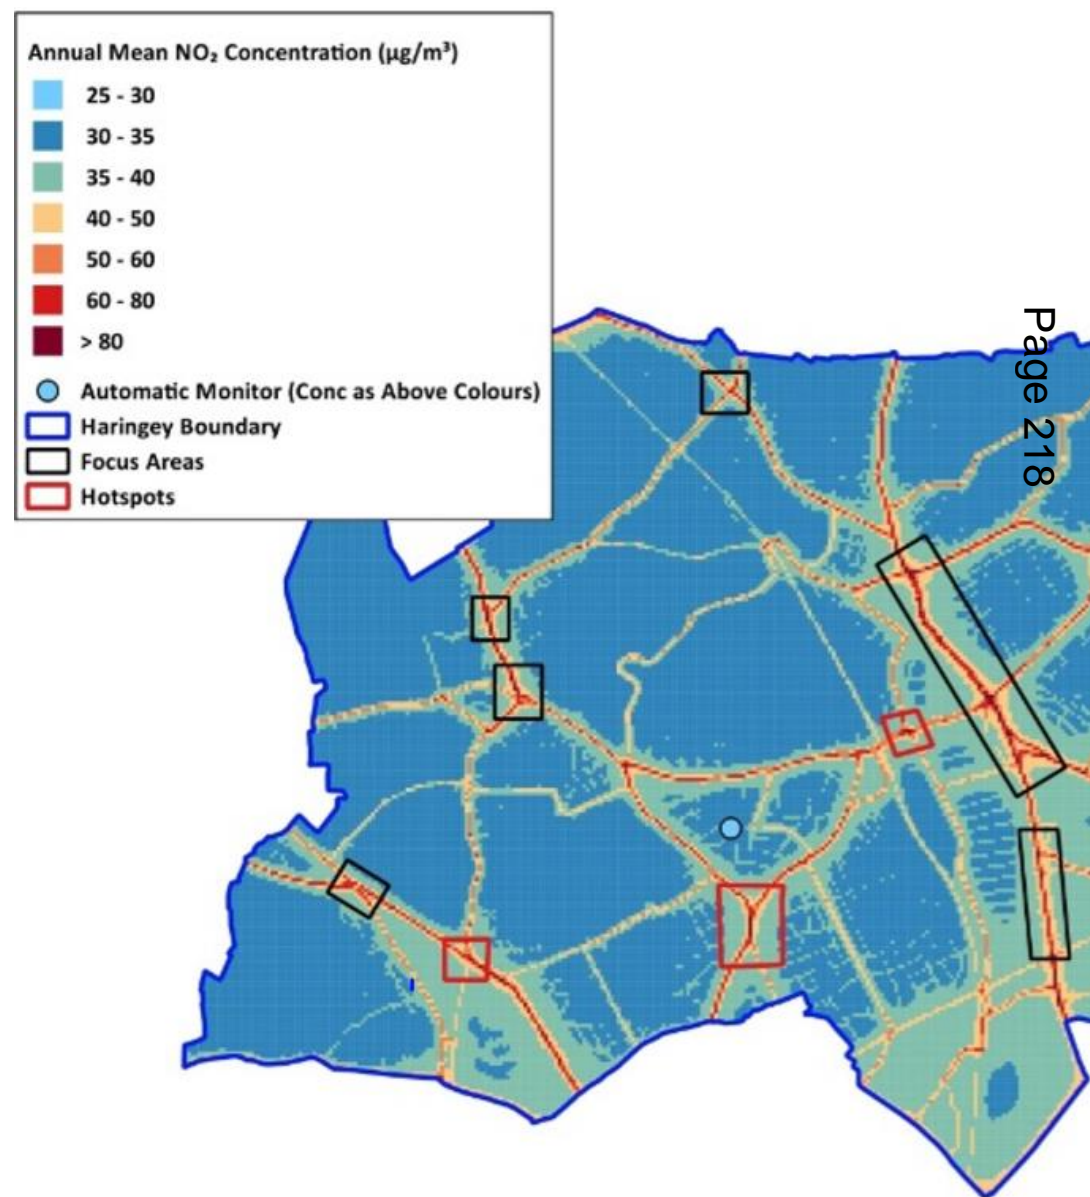 Annual Mean NO₂ Concentration (µg/m³)
25 - 30
30 - 35
35 - 40
40 - 50
50 - 60
60 - 80
> 80
Automatic Monitor (Conc as Above Colours)
Haringey Boundary
Focus Areas
Hotspots
Page 218